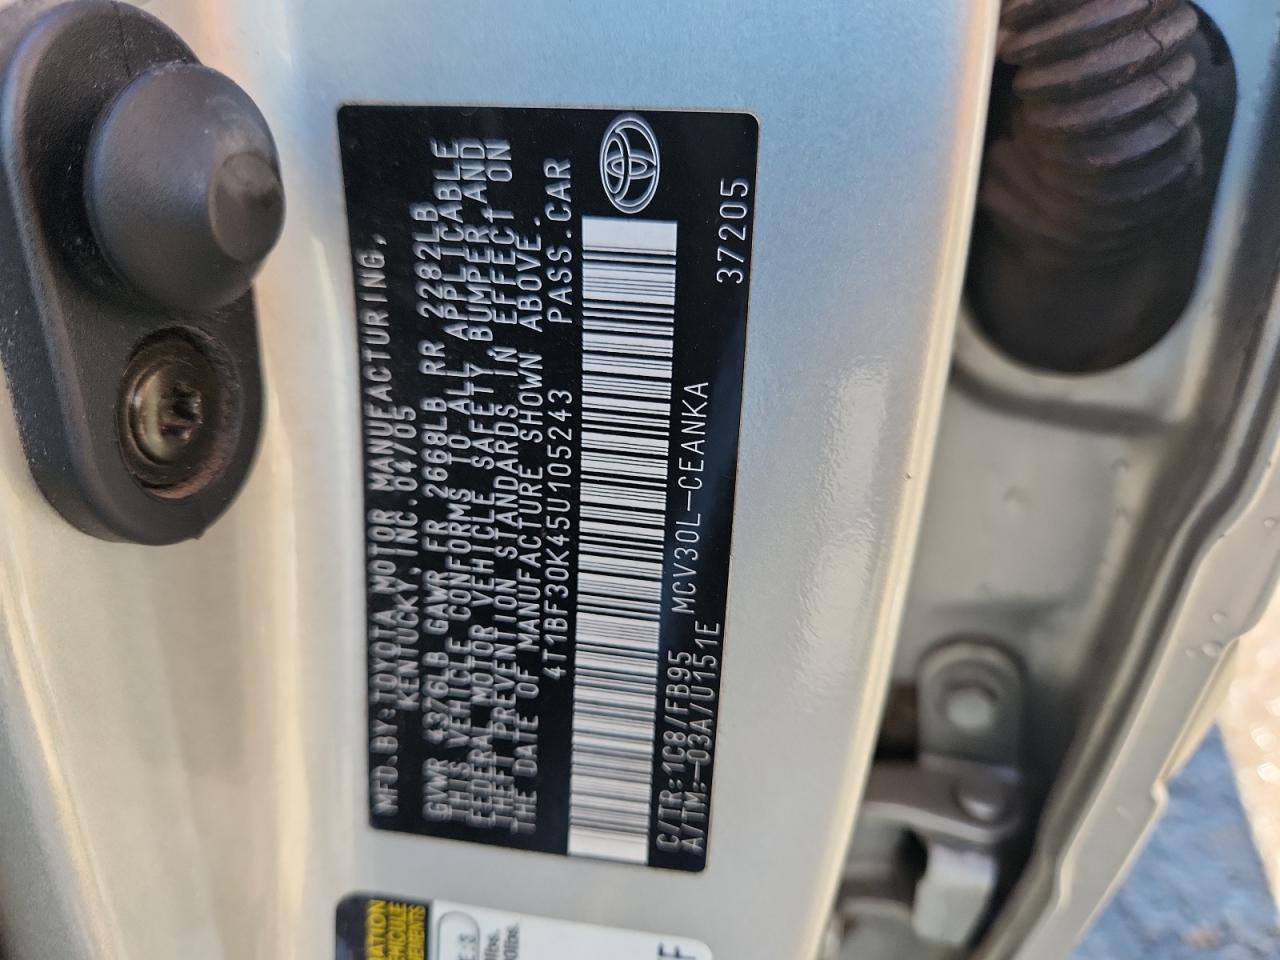 MFD.BY:TOYOTA MOTOR MANUFACTURING,
KENTUCKY,INC.04/05
GVWR 4376LB GAWR FR 2668LB RR 2282LB
THIS VEHICLE CONFORMS TO ALL APPLICABLE
FEDERAL MOTOR VEHICLE SAFETY,BUMPER,AND
THEFT PREVENTION STANDARDS IN EFFECT ON
THE DATE OF MANUFACTURE SHOWN ABOVE.
4T1BF30K45U105243 PASS.CAR
C/TR:1C8/FB95 MCV30L-CEANKA 37205
A/TM:-03A/U151E